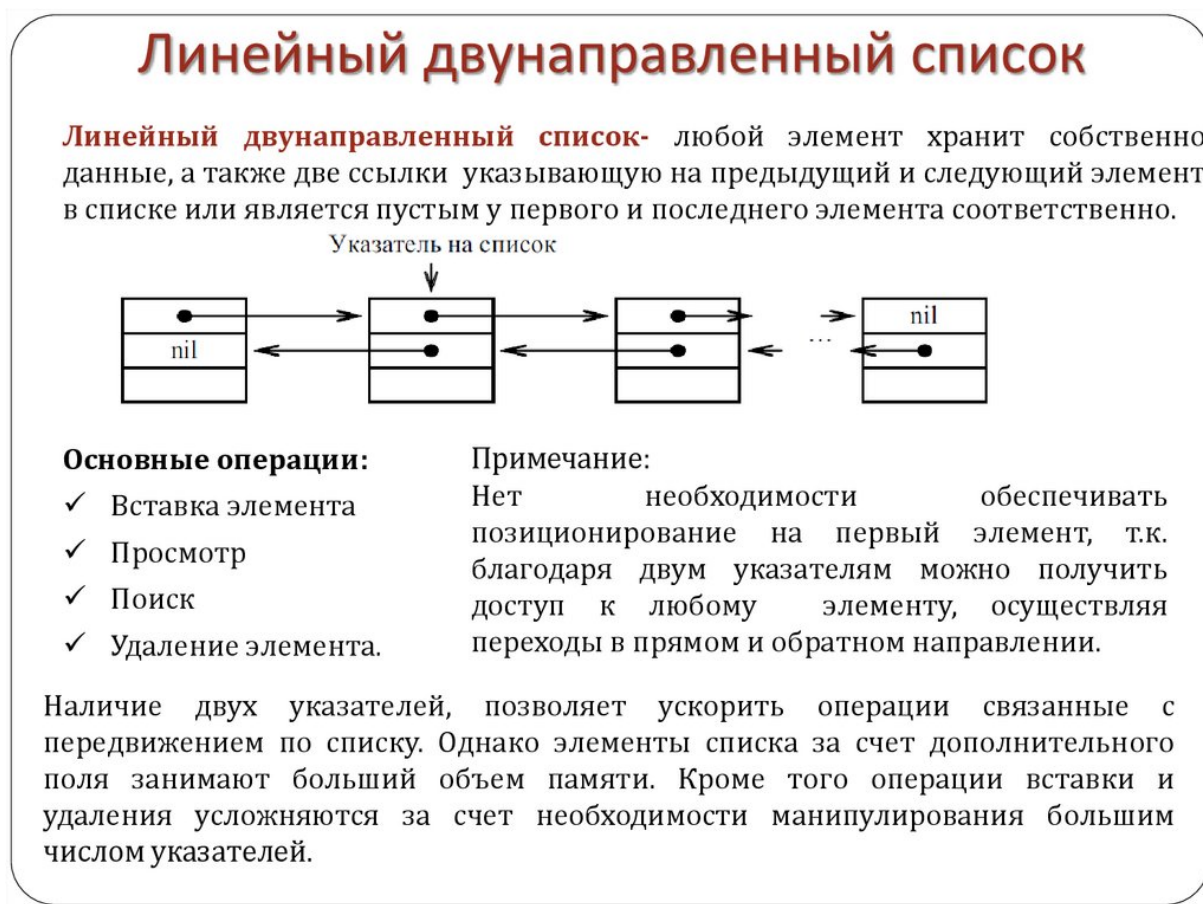 Линейный двунаправленный список
Линейный двунаправленный список- любой элемент хранит собственно
данные, а также две ссылки указывающую на предыдущий и следующий элемент
в списке или является пустым у первого и последнего элемента соответственно.
Указатель на список
nil
nil
...
Основные операции:
✓ Вставка элемента
✓ Просмотр
✓ Поиск
✓ Удаление элемента.
Примечание:
Нет необходимости обеспечивать
позиционирование на первый элемент, т.к.
благодаря двум указателям можно получить
доступ к любому элементу, осуществляя
переходы в прямом и обратном направлении.
Наличие двух указателей, позволяет ускорить операции связанные с
передвижением по списку. Однако элементы списка за счет дополнительного
поля занимают больший объем памяти. Кроме того операции вставки и
удаления усложняются за счет необходимости манипулирования большим
числом указателей.